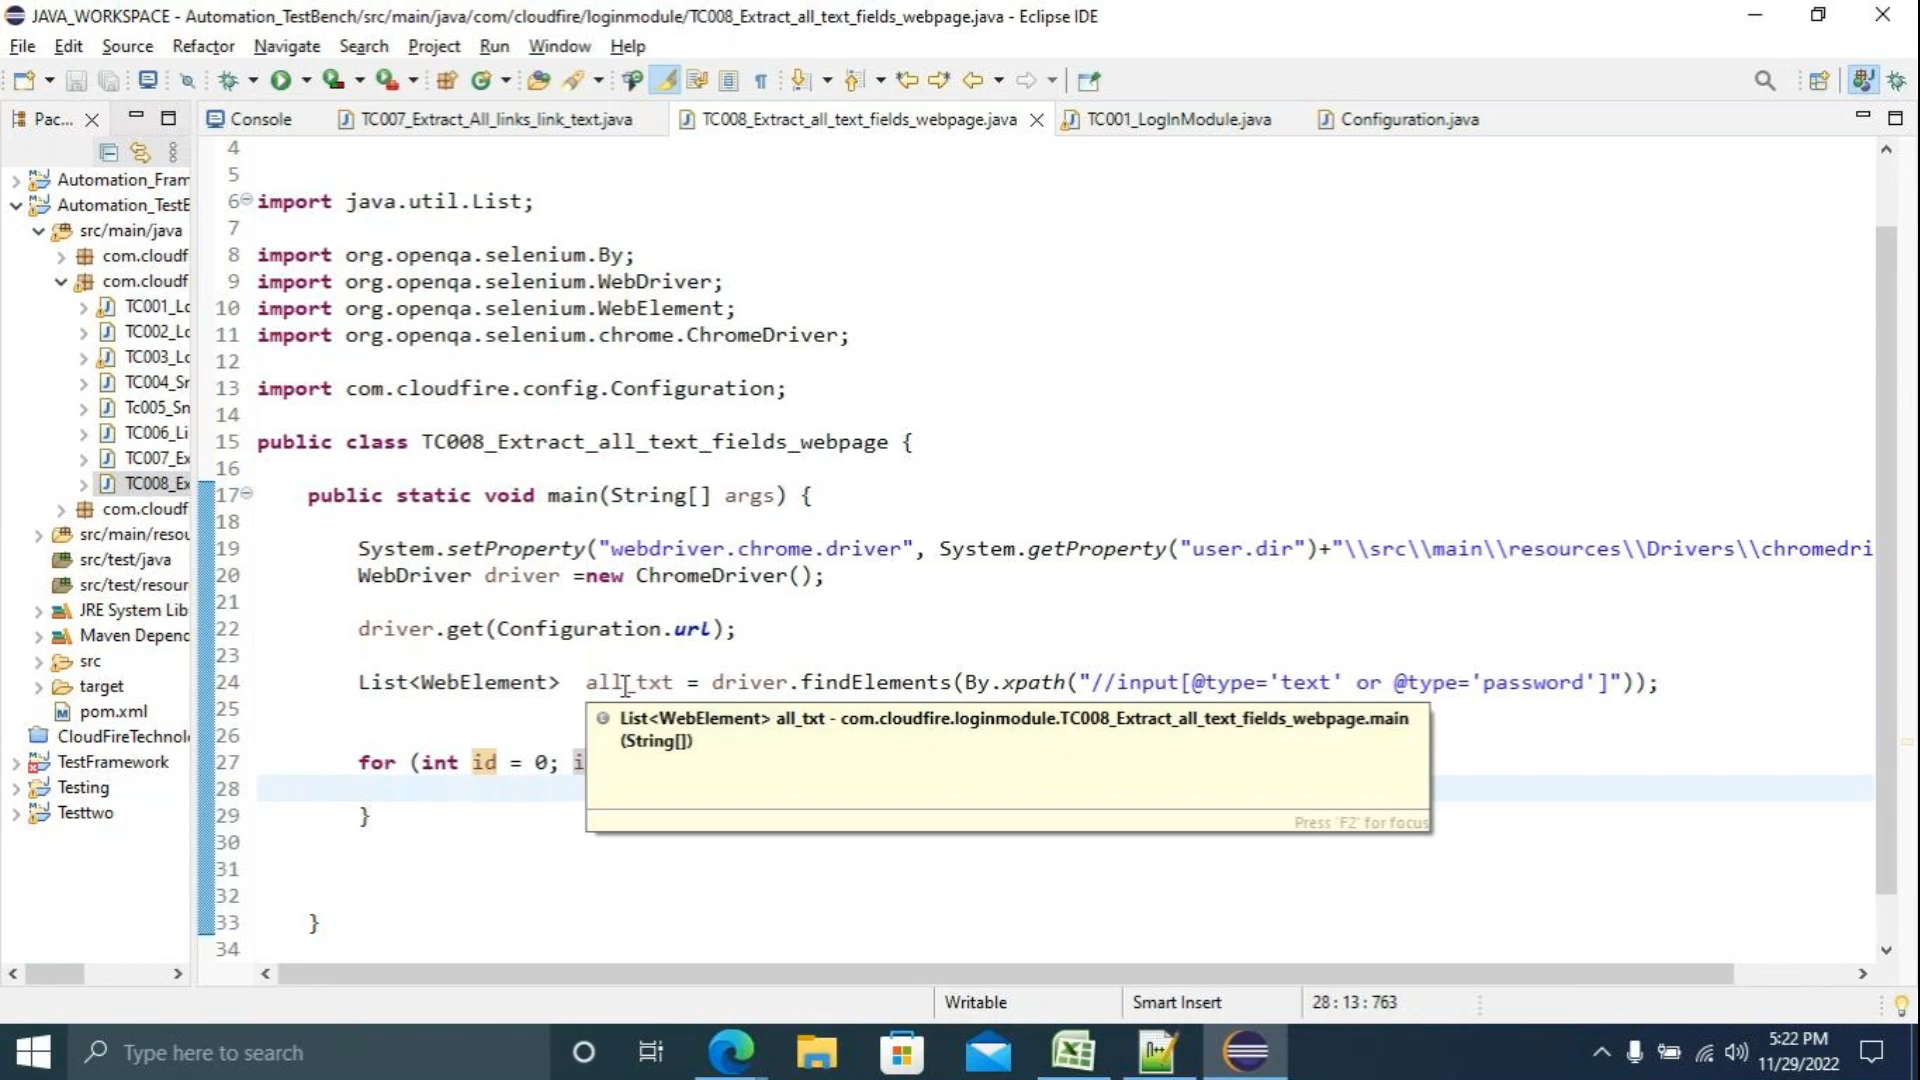 JAVA_WORKSPACE - Automation_TestBench/src/main/java/com/cloudfire/loginmodule/TC008_Extract_all_text_fields_webpage.java - Eclipse IDE
File Edit Source Refactor Navigate Search Project Run Window Help
Pac...
Console
TC007_Extract_All_links_link_text.java
TC008_Extract_all_text_fields_webpage.java
TC001_LogInModule.java
Configuration.java
Automation_Fram
Automation_TestB
src/main/java
com.cloudf
com.cloudf
TC001_Lo
TC002_Lo
TC003_Lo
TC004_Sn
Tc005_Sn
TC006_Li
TC007_Ex
TC008_Ex
com.cloudf
src/main/resou
src/test/java
src/test/resour
JRE System Lib
Maven Depend
src
target
pom.xml
CloudFireTechnol
TestFramework
Testing
Testtwo
4
5
6 import java.util.List;
7
8 import org.openqa.selenium.By;
9 import org.openqa.selenium.WebDriver;
10 import org.openqa.selenium.WebElement;
11 import org.openqa.selenium.chrome.ChromeDriver;
12
13 import com.cloudfire.config.Configuration;
14
15 public class TC008_Extract_all_text_fields_webpage {
16
17 public static void main(String[] args) {
18
19 System.setProperty("webdriver.chrome.driver", System.getProperty("user.dir")+"\\src\\main\\resources\\Drivers\\chromedri
20 WebDriver driver =new ChromeDriver();
21
22 driver.get(Configuration.url);
23
24 List<WebElement> all_txt = driver.findElements(By.xpath("//input[@type='text' or @type='password']"));
25
26
27 for (int id = 0; i
28
29 }
30
31
32
33 }
34
List<WebElement> all_txt - com.cloudfire.loginmodule.TC008_Extract_all_text_fields_webpage.main
(String[])
Press 'F2' for focus
Writable
Smart Insert
28 : 13 : 763
Type here to search
5:22 PM
11/29/2022